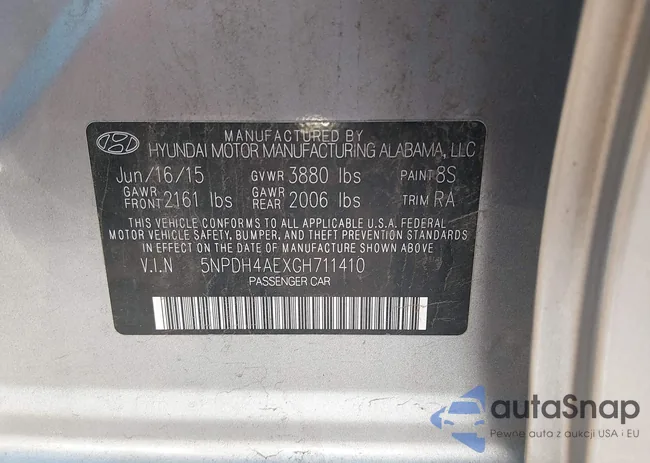 MANUFACTURED BY
HYUNDAI MOTOR MANUFACTURING ALABAMA, LLC
Jun/16/15 GVWR 3880 lbs PAINT 8S
GAWR FRONT 2161 lbs GAWR REAR 2006 lbs TRIM RA
THIS VEHICLE CONFORMS TO ALL APPLICABLE U.S.A. FEDERAL
MOTOR VEHICLE SAFETY, BUMPER, AND THEFT PREVENTION STANDARDS
IN EFFECT ON THE DATE OF MANUFACTURE SHOWN ABOVE
V.I.N 5NPDH4AEXGH711410
PASSENGER CAR
autoSnap
Pewne auta z aukcji USA i EU